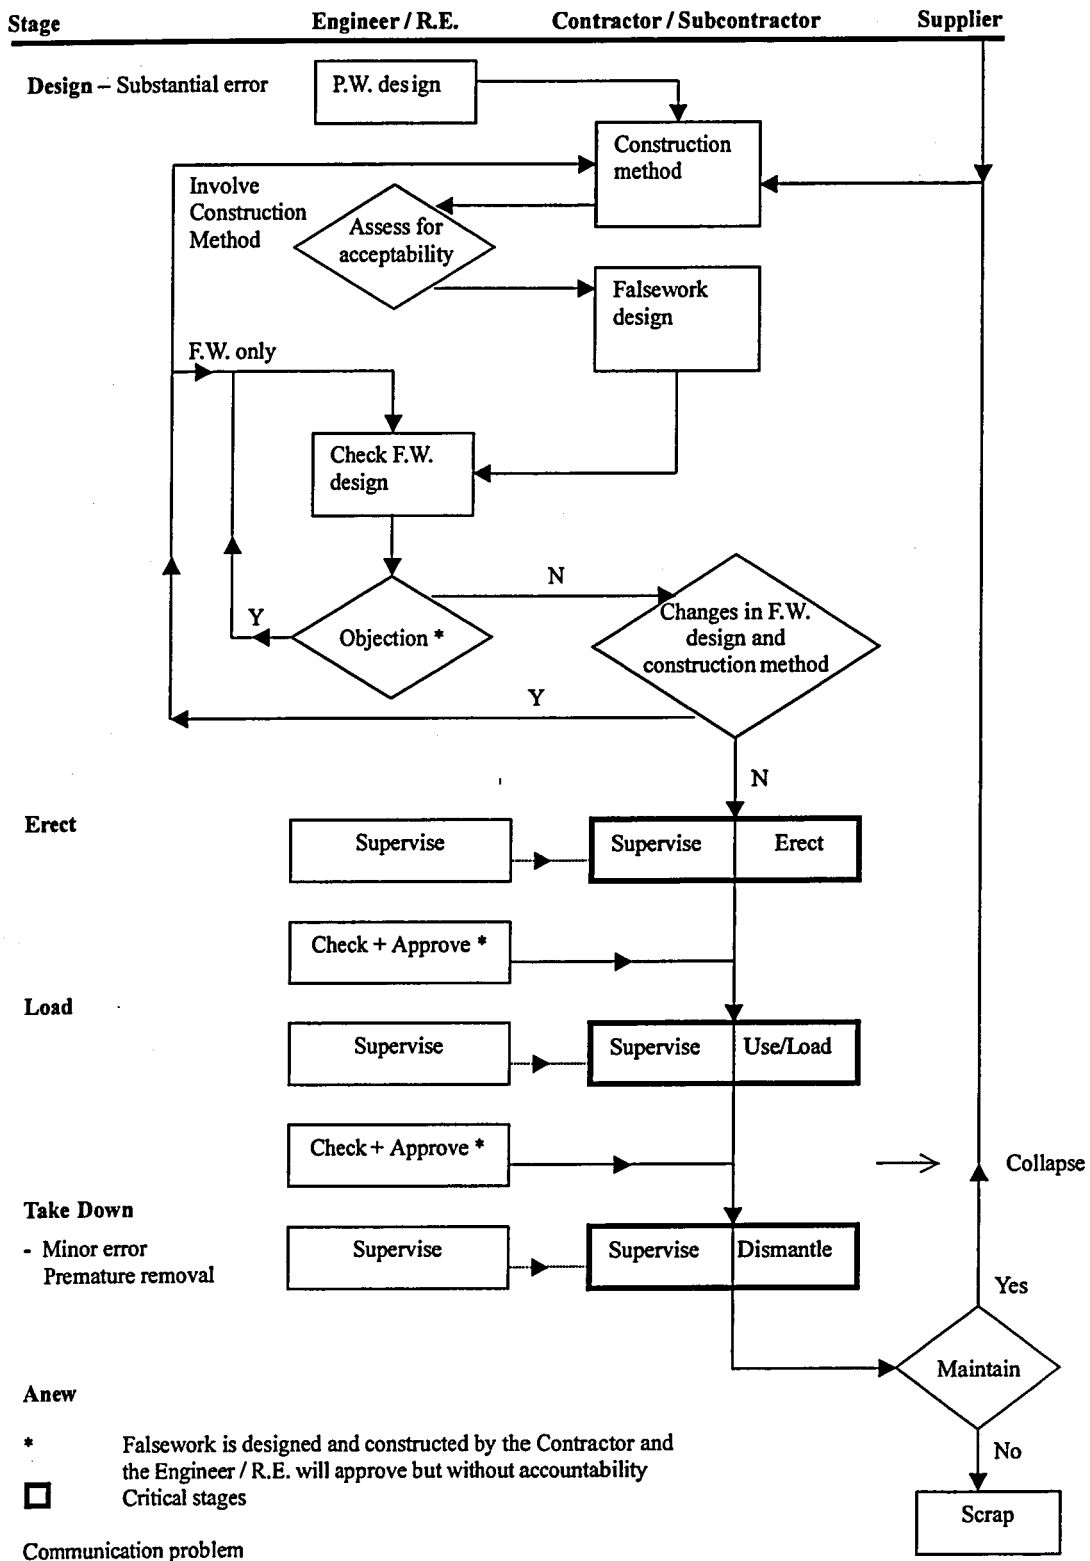 Stage Engineer / R.E. Contractor / Subcontractor Supplier
Design – Substantial error
P.W. design
Construction
method
Involve
Construction
Method
Assess for
acceptability
Falsework
design
F.W. only
Check F.W.
design
N
Y
Objection *
Changes in F.W.
design and
construction method
Y
N
Erect
Supervise
Supervise Erect
Check + Approve *
Load
Supervise
Supervise Use/Load
Check + Approve *
Collapse
Take Down
- Minor error
Premature removal
Supervise
Supervise Dismantle
Yes
Maintain
Anew
* Falsework is designed and constructed by the Contractor and
the Engineer / R.E. will approve but without accountability
No
Critical stages
Scrap
Communication problem